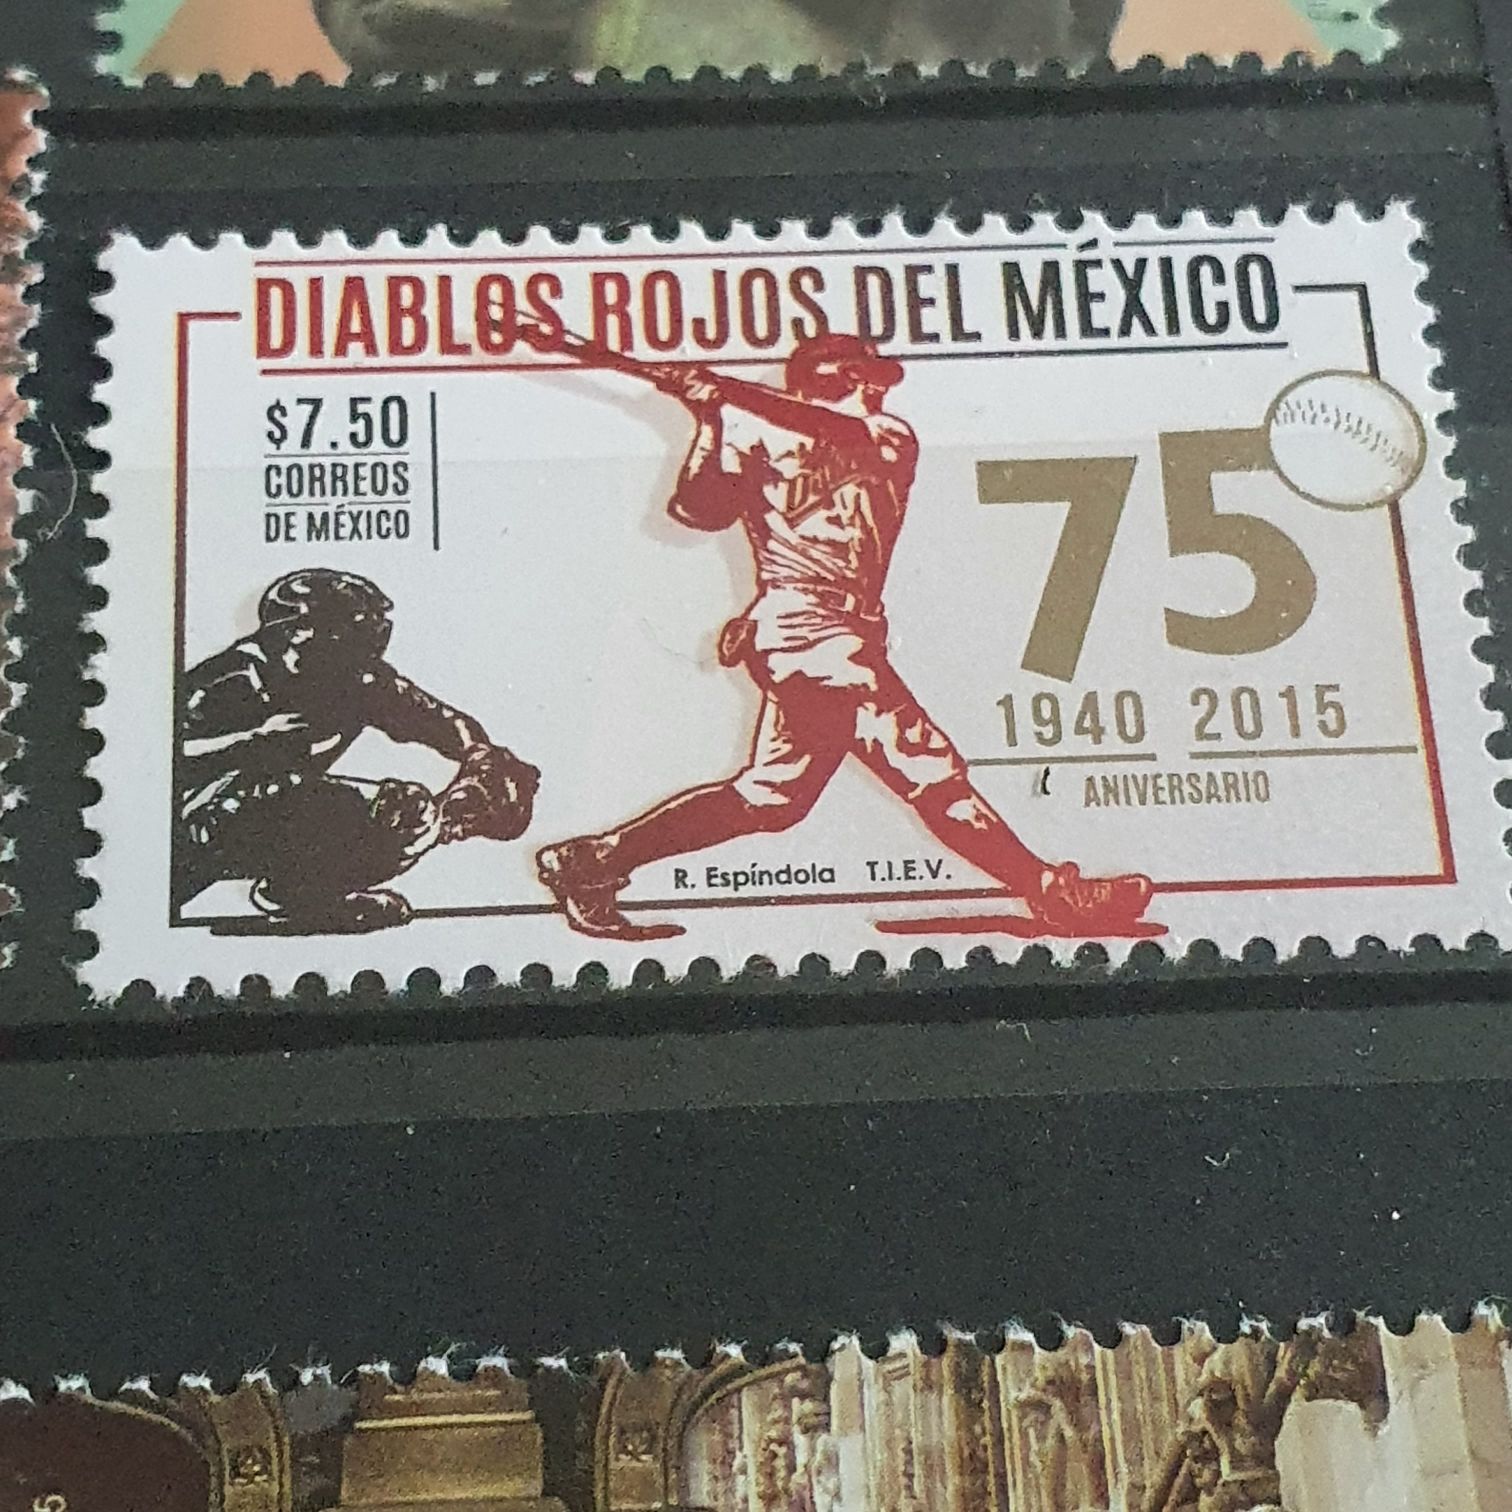 DIABLOS ROJOS DEL MÉXICO
$7.50
CORREOS
DE MÉXICO
75
1940 2015
ANIVERSARIO
R. Espíndola T.I.E.V.